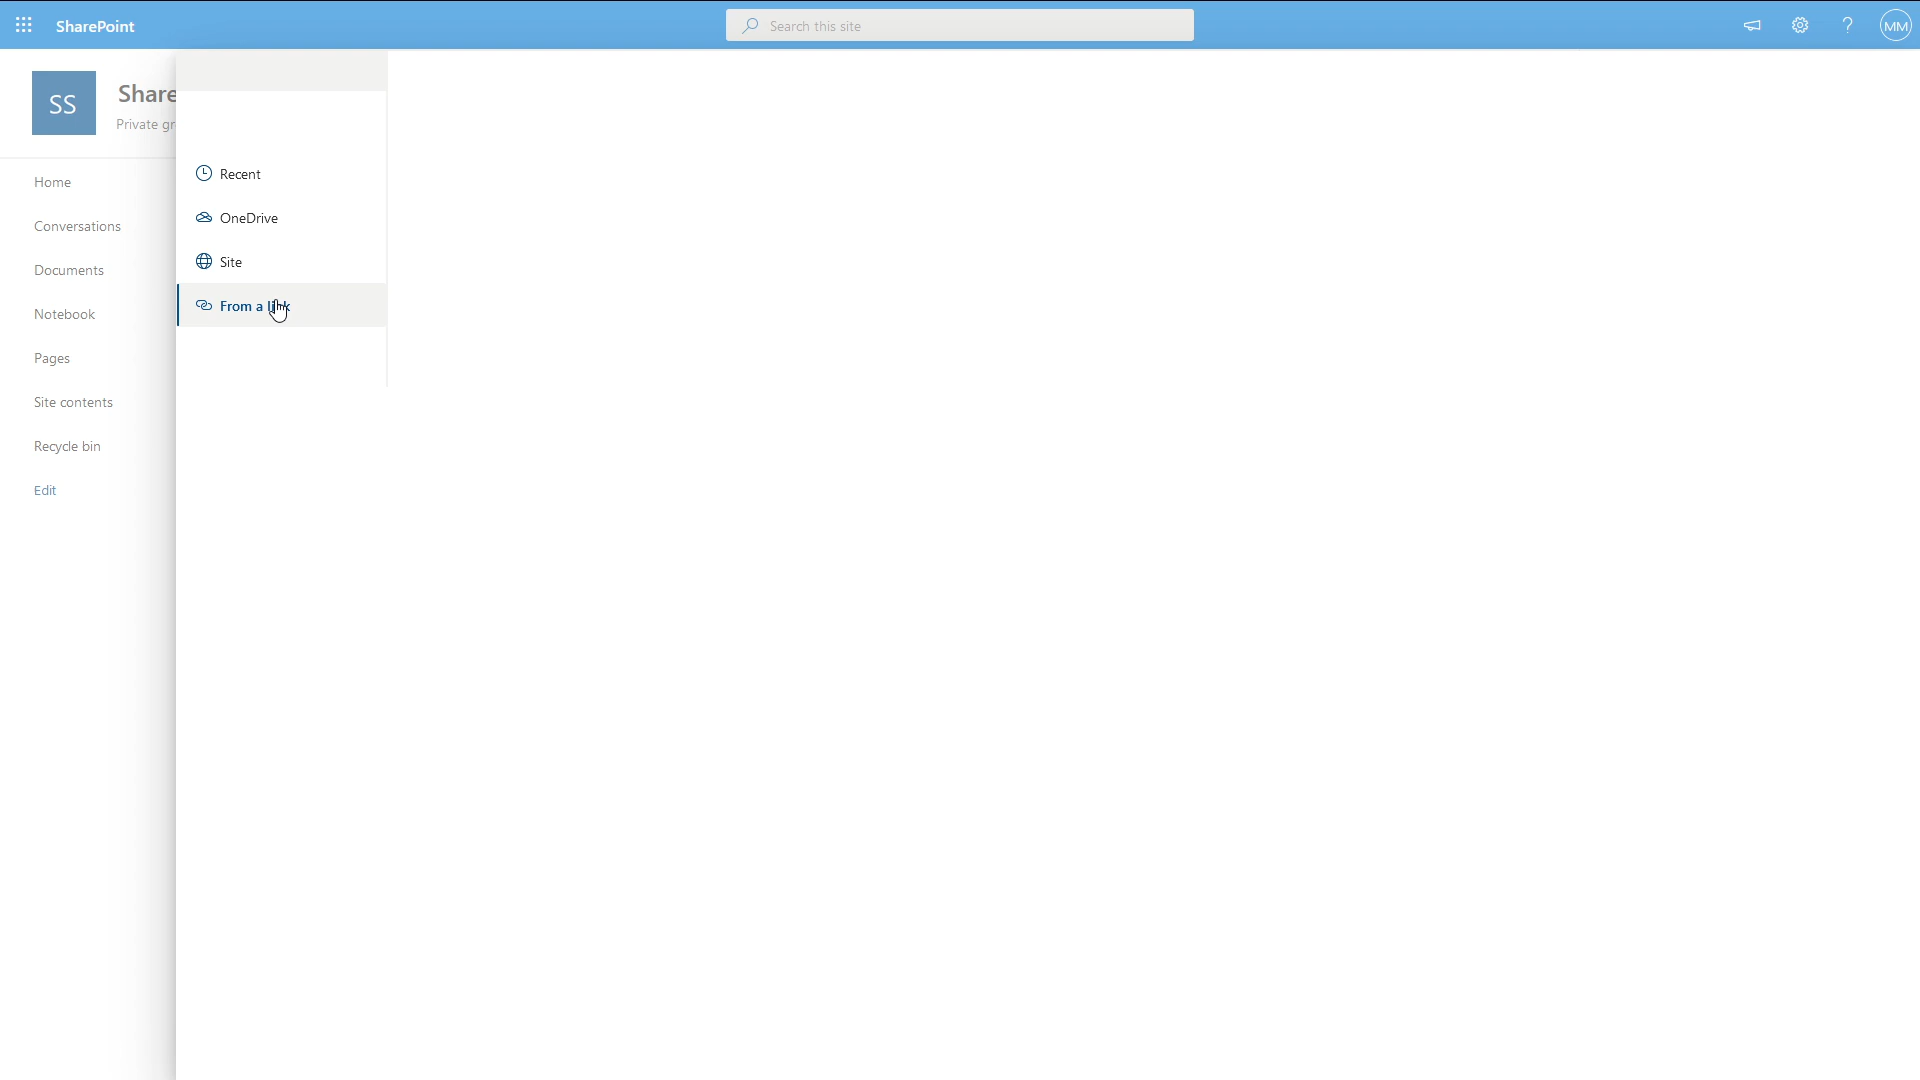 SharePoint
Search this site
MM
SS
Share
Private gr
Home
Conversations
Documents
Notebook
Pages
Site contents
Recycle bin
Edit
Recent
OneDrive
Site
From a link